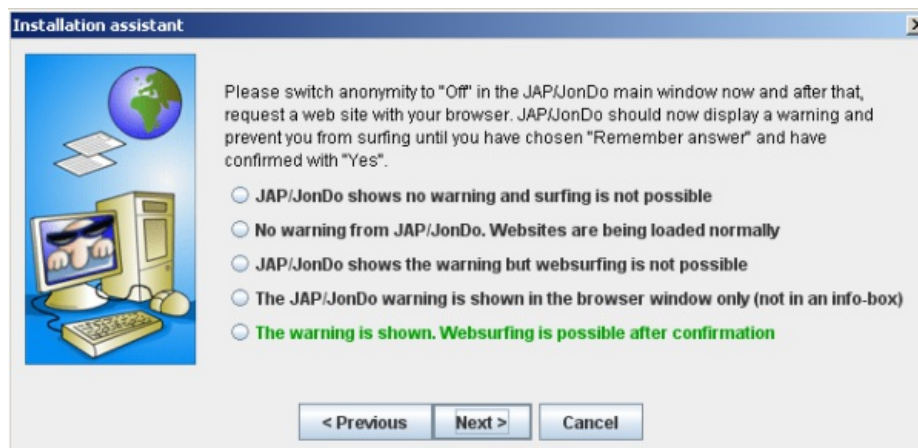 Installation assistant
Please switch anonymity to "Off" in the JAP/JonDo main window now and after that,
request a web site with your browser. JAP/JonDo should now display a warning and
prevent you from surfing until you have chosen "Remember answer" and have
confirmed with "Yes".
JAP/JonDo shows no warning and surfing is not possible
No warning from JAP/JonDo. Websites are being loaded normally
JAP/JonDo shows the warning but websurfing is not possible
The JAP/JonDo warning is shown in the browser window only (not in an info-box)
The warning is shown. Websurfing is possible after confirmation
< Previous Next > Cancel